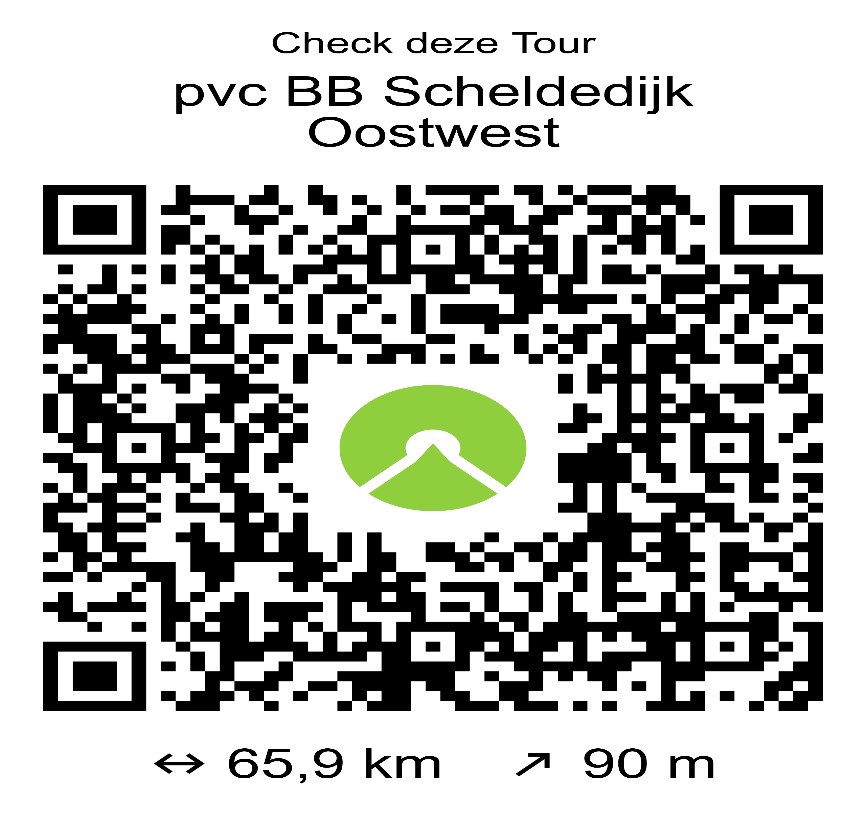 Check deze Tour
pvc BB Scheldedijk
Oostwest
↔ 65,9 km ↗ 90 m